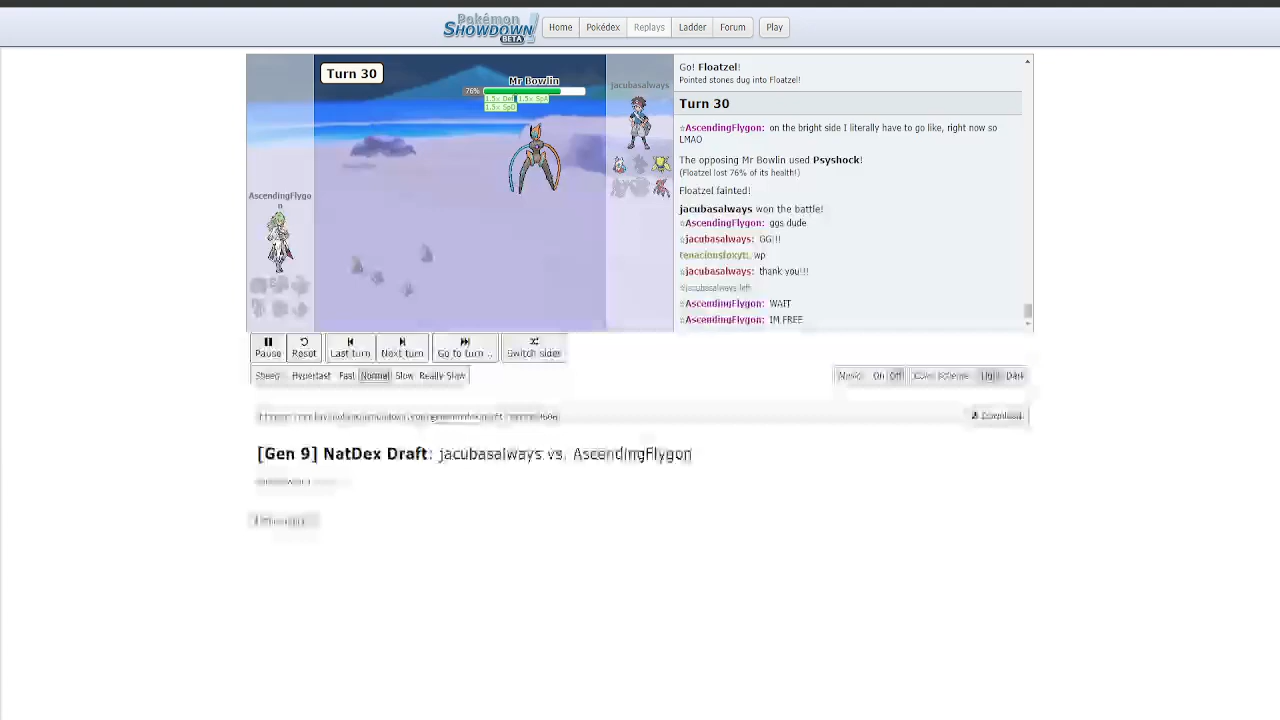 Pokémon
SHOWDOWN!
BETA
Home
Pokédex
Replays
Ladder
Forum
Play
Turn 30
Mr Bowlin
76%
1.5× Def 1.5× SpA
1.5× SpD
jacubasalways
AscendingFlygo
n
Go! Floatzel!
Pointed stones dug into Floatzel!
Turn 30
☆AscendingFlygon: on the bright side I literally have to go like, right now so
LMAO
The opposing Mr Bowlin used Psyshock!
(Floatzel lost 76% of its health!)
Floatzel fainted!
jacubasalways won the battle!
☆AscendingFlygon: ggs dude
☆jacubasalways: GG!!!
wp
☆jacubasalways: thank you!!!
jacubasalways left
☆AscendingFlygon: WAIT
☆AscendingFlygon: IM FREE
Pause
Reset
Last turn
Next turn
Go to turn ...
Switch sides
Speed:
Hyperfast
Fast
Normal
Slow
Really Slow
Music:
On
Off
Color Scheme:
Light
Dark
Download
[Gen 9] NatDex Draft: jacubasalways vs. AscendingFlygon